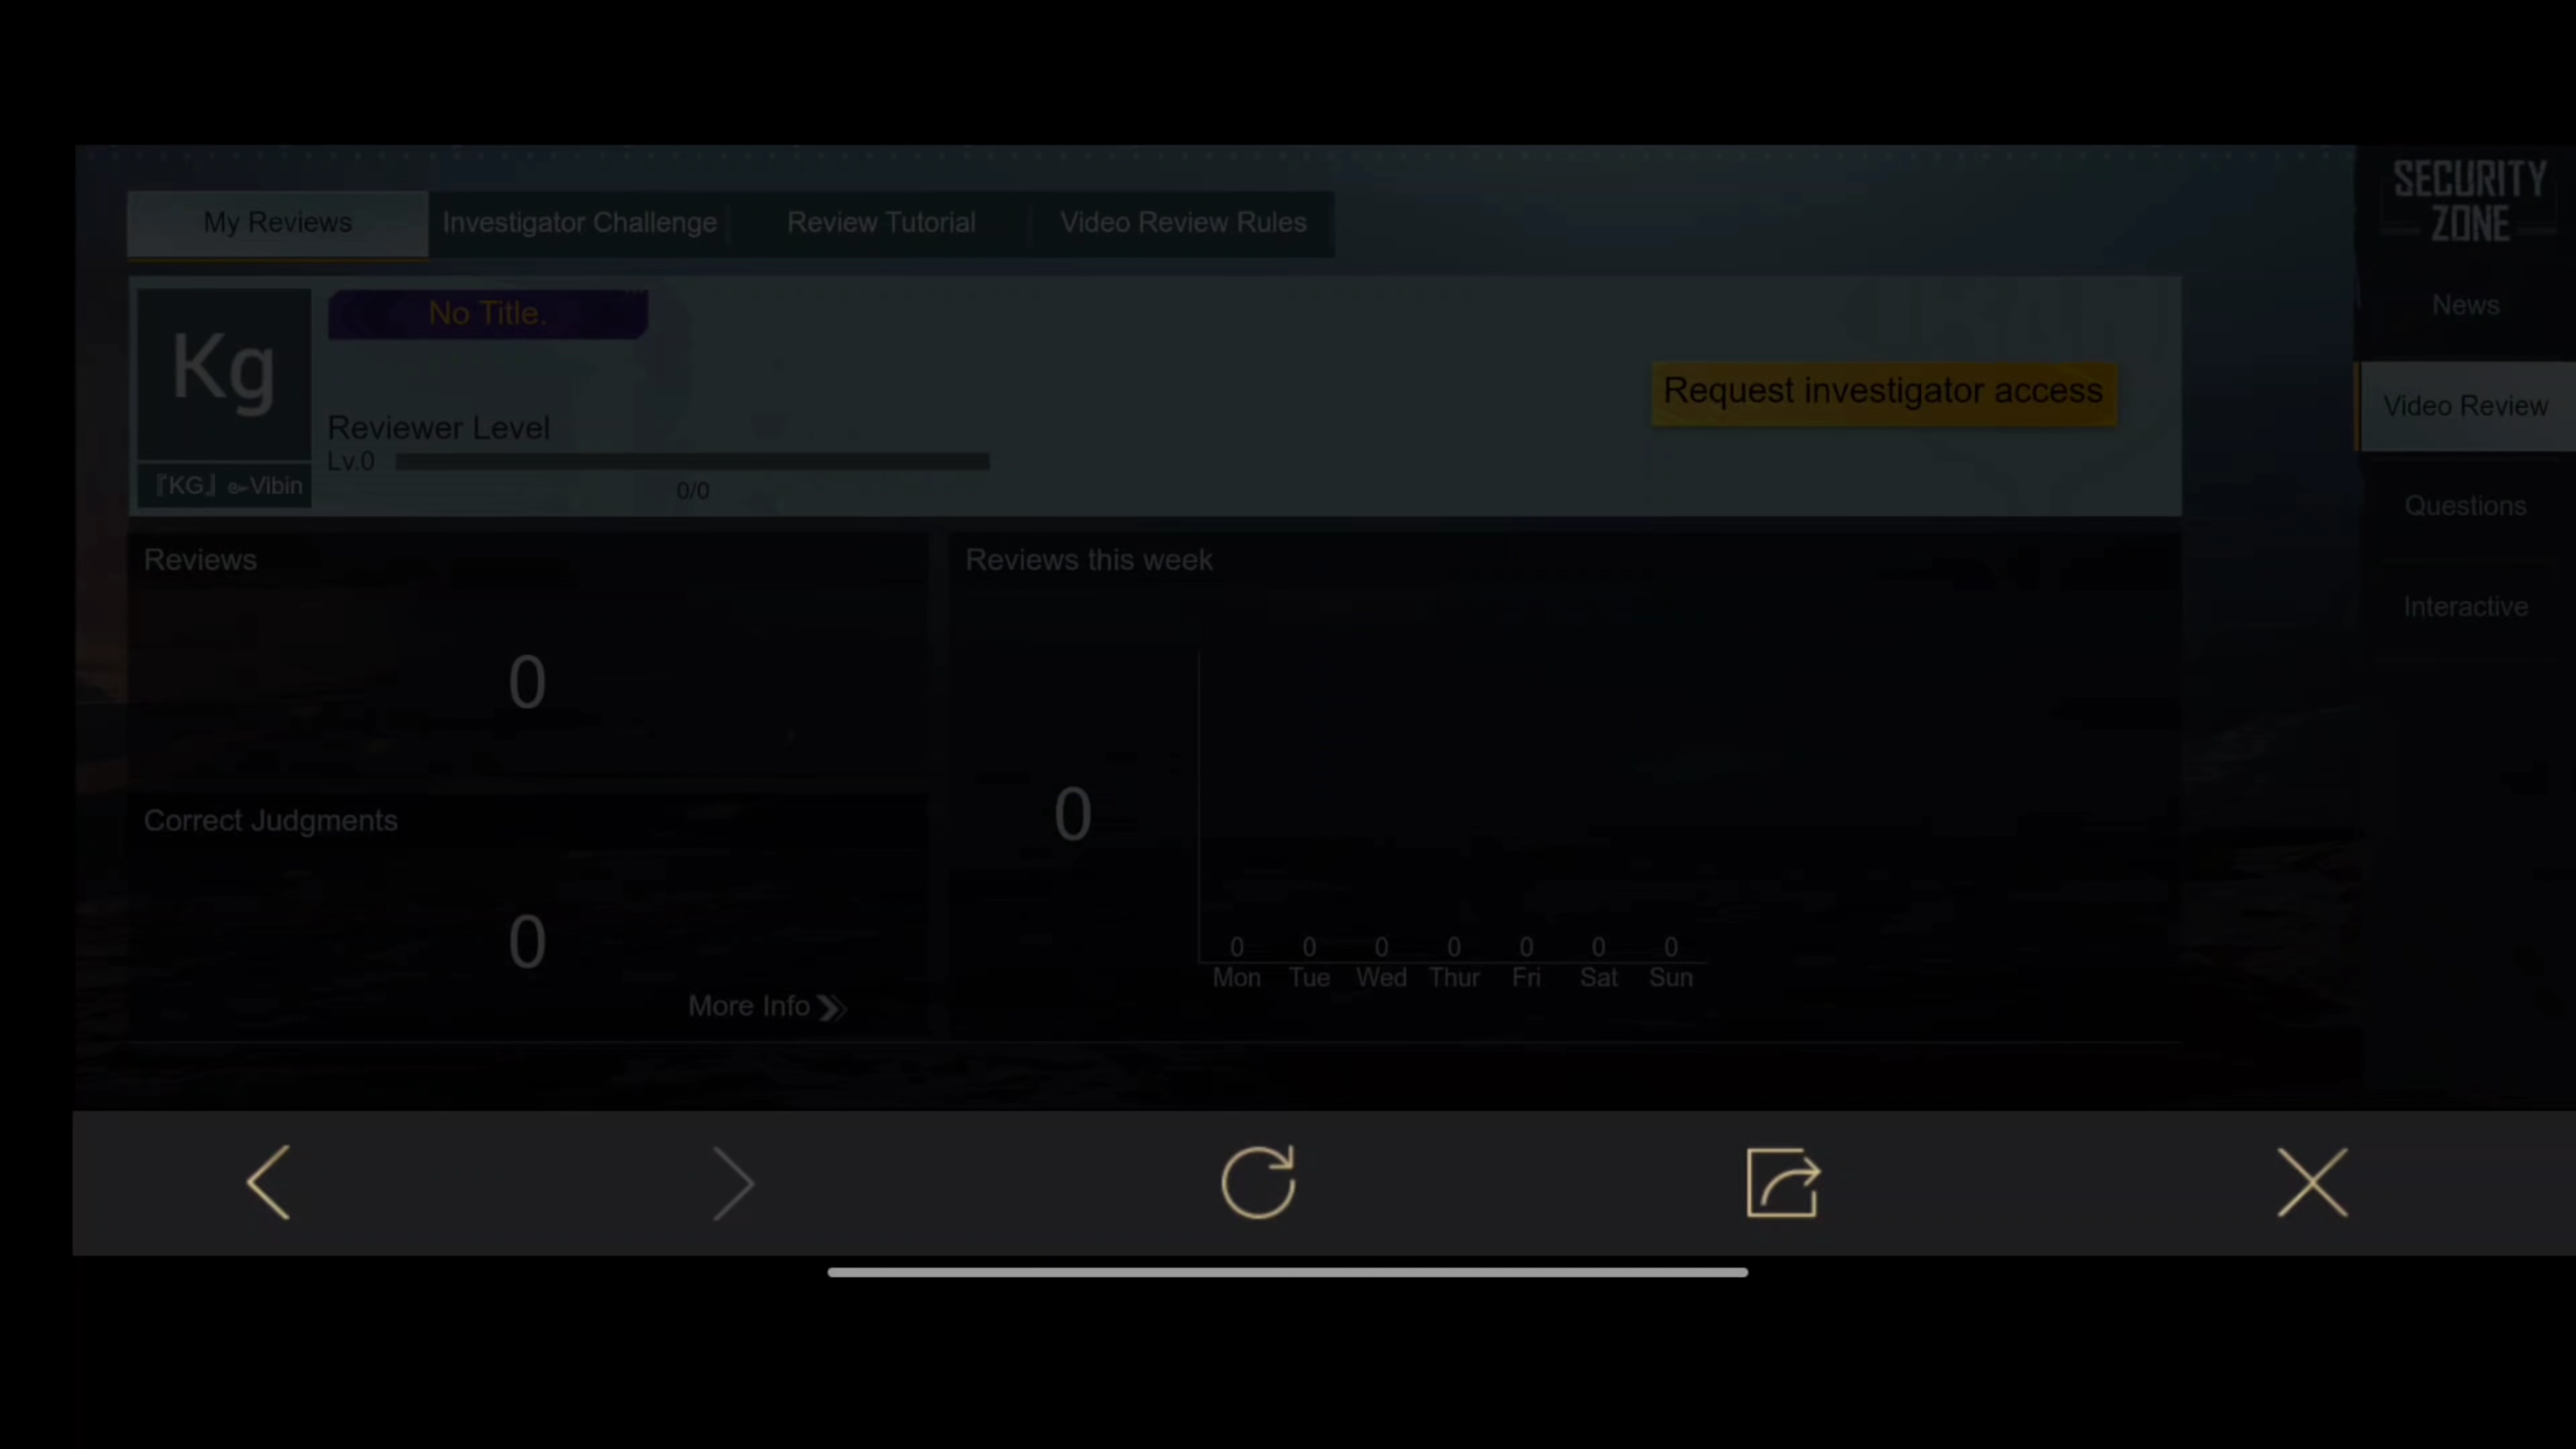 My Reviews
Investigator Challenge
Review Tutorial
Video Review Rules
SECURITY
ZONE
News
Video Review
Questions
Interactive
Kg
No Title.
Request investigator access
Reviewer Level
Lv.0
『KG』๛Vibin
0/0
Reviews
0
Correct Judgments
0
More Info
Reviews this week
0
0 0 0 0 0 0 0
Mon Tue Wed Thur Fri Sat Sun